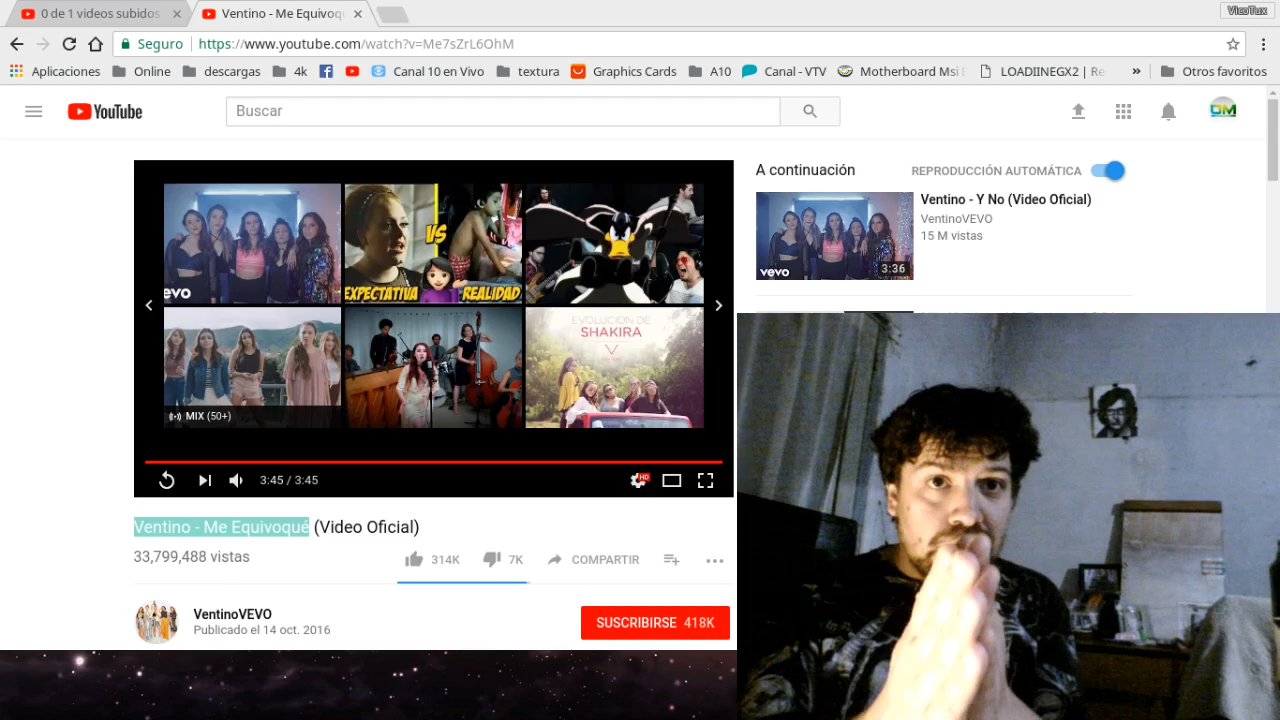 0 de 1 videos subidos
Ventino - Me Equivoqu
VicoTux
Seguro
https://www.youtube.com/watch?v=Me7sZrL6OhM
Aplicaciones
Online
descargas
4k
Canal 10 en Vivo
textura
Graphics Cards
A10
Canal - VTV
Motherboard Msi
LOADIINEGX2 | Re
»
Otros favoritos
YouTube
Buscar
OM
A continuación
REPRODUCCIÓN AUTOMÁTICA
Ventino - Y No (Video Oficial)
VentinoVEVO
15 M vistas
vevo
3:36
evo
VS
EXPECTATIVA
REALIDAD
MIX (50+)
EVOLUCIÓN DE
SHAKIRA
3:45 / 3:45
HD
Ventino - Me Equivoqué (Video Oficial)
33,799,488 vistas
314K
7K
COMPARTIR
VentinoVEVO
Publicado el 14 oct. 2016
SUSCRIBIRSE 418K